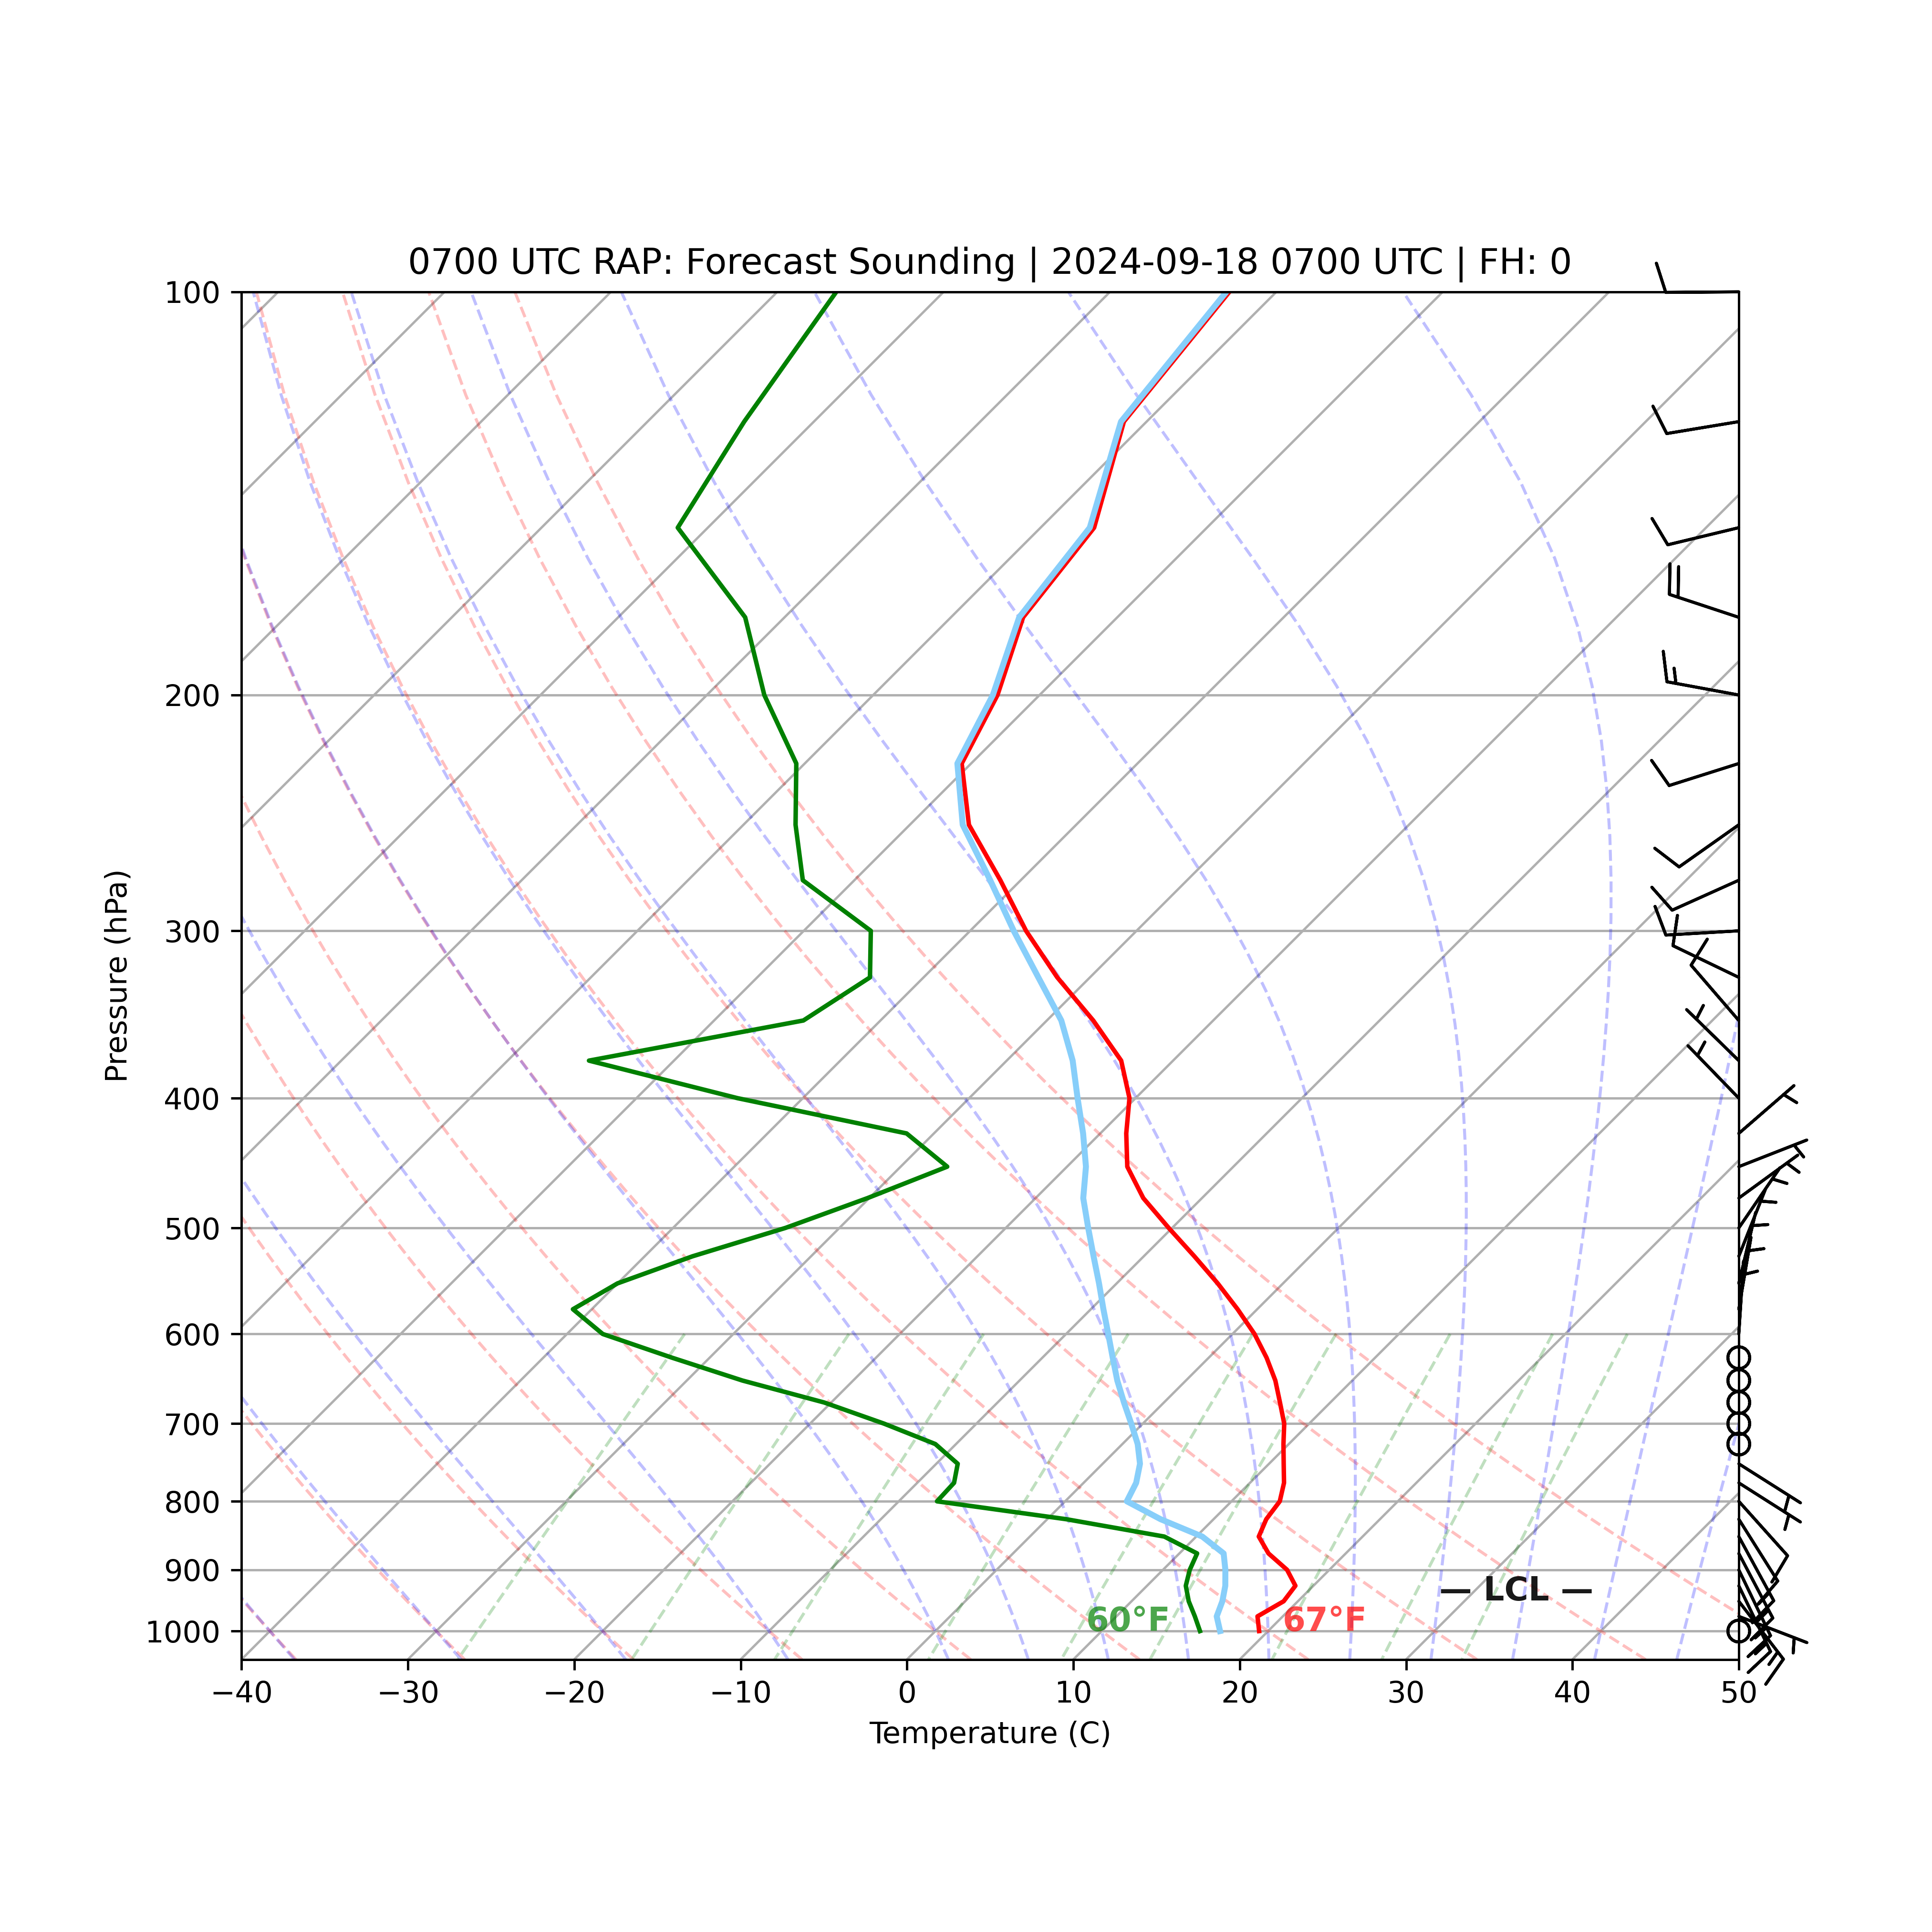 0700 UTC RAP: Forecast Sounding | 2024-09-18 0700 UTC | FH: 0
100
200
300
400
500
600
700
800
900
1000
Pressure (hPa)
— LCL —
60°F 67°F
−40 −30 −20 −10 0 10 20 30 40 50
Temperature (C)